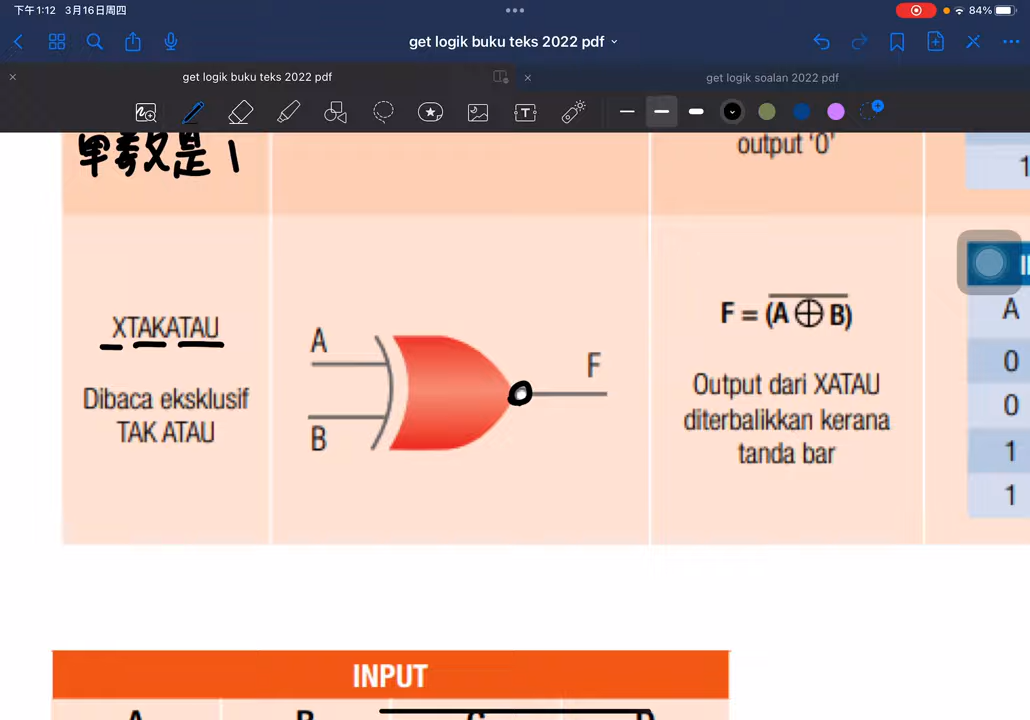 下午1:12 3月16日周四
84%
get logik buku teks 2022 pdf
get logik buku teks 2022 pdf
get logik soalan 2022 pdf
单数又是1
output '0'
1
XTAKATAU
Dibaca eksklusif
TAK ATAU
A
B
F
F = (A ⊕ B)
Output dari XATAU
diterbalikkan kerana
tanda bar
A
0
0
1
1
INPUT